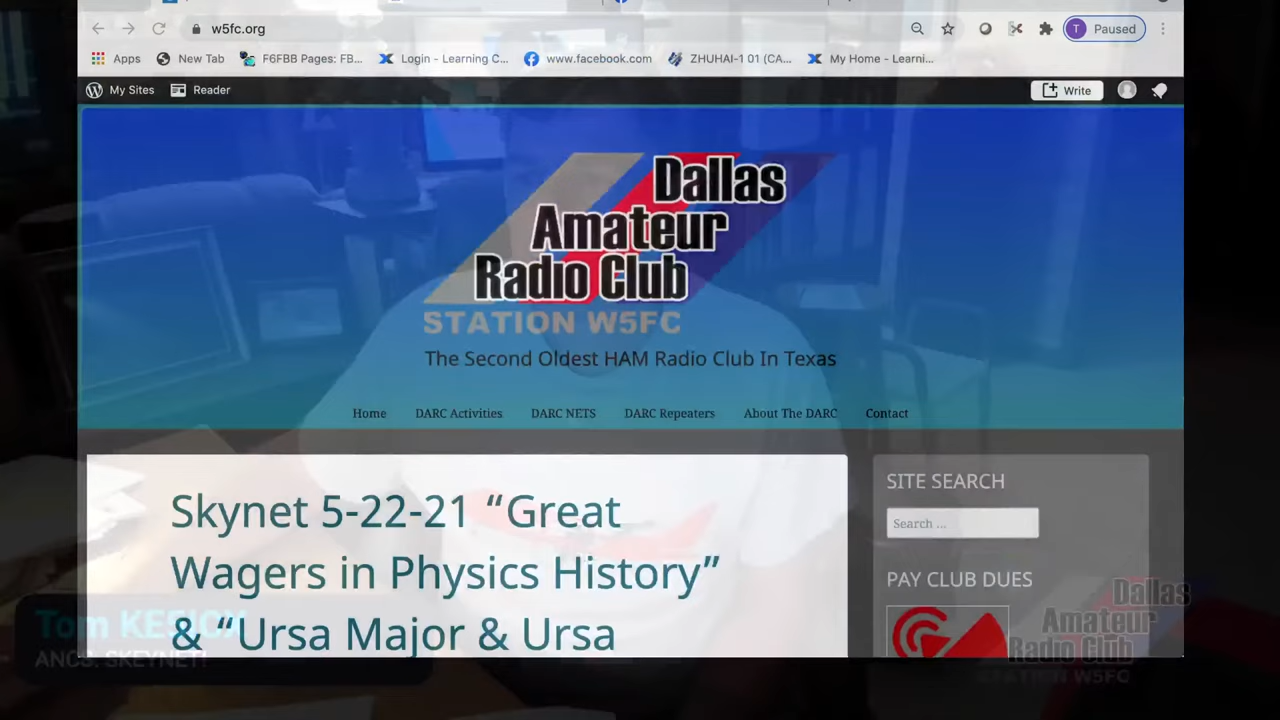 w5fc.org
Paused
Apps
New Tab
F6FBB Pages: FB...
Login - Learning C...
www.facebook.com
ZHUHAI-1 01 (CA...
My Home - Learni...
My Sites
Reader
Write
Dallas
Amateur
Radio Club
STATION W5FC
The Second Oldest HAM Radio Club In Texas
Home
DARC Activities
DARC NETS
DARC Repeaters
About The DARC
Contact
Skynet 5-22-21 “Great
Wagers in Physics History”
& “Ursa Major & Ursa
SITE SEARCH
Search ...
PAY CLUB DUES
Tom
Dallas
Amateur
Radio Club
STATION W5FC